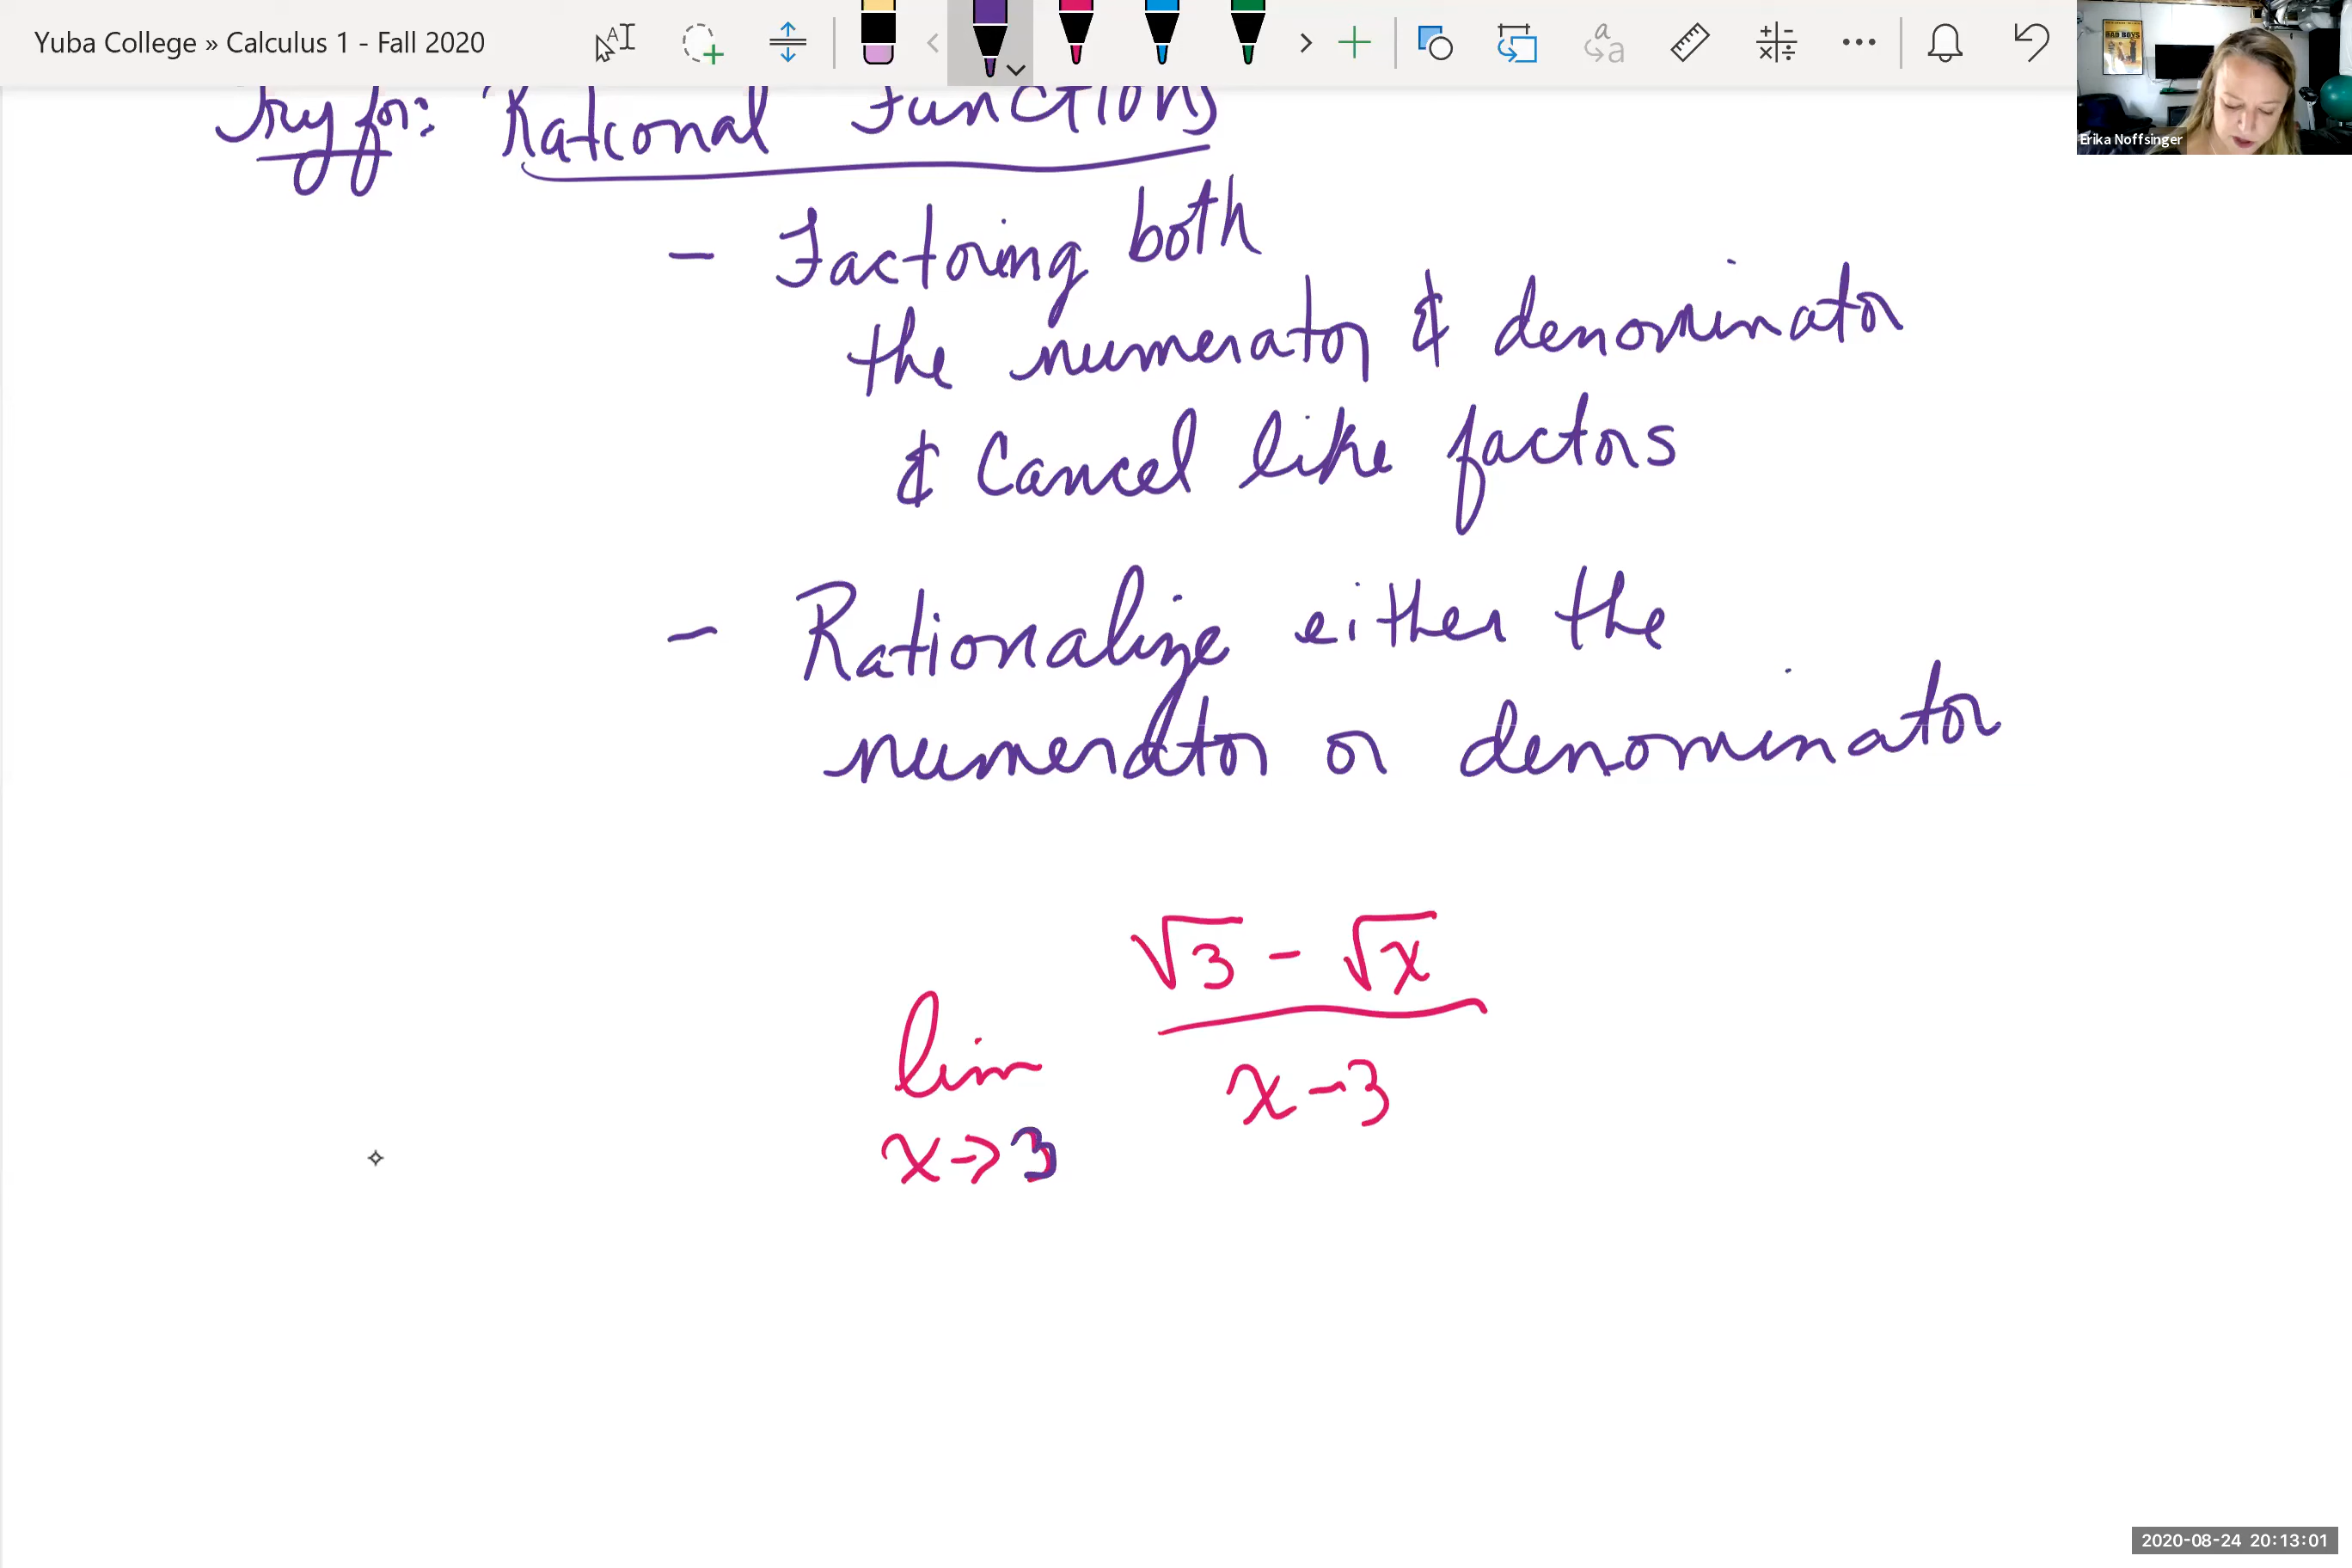 Yuba College » Calculus 1 - Fall 2020
Erika Noffsinger
Try for: Rational Functions
- Factoring both
the numerator & denominator
& Cancel like factors
- Rationalize either the
numerator or denominator
√3 - √x
lim
x - 3
x → 3
2020-08-24 20:13:01